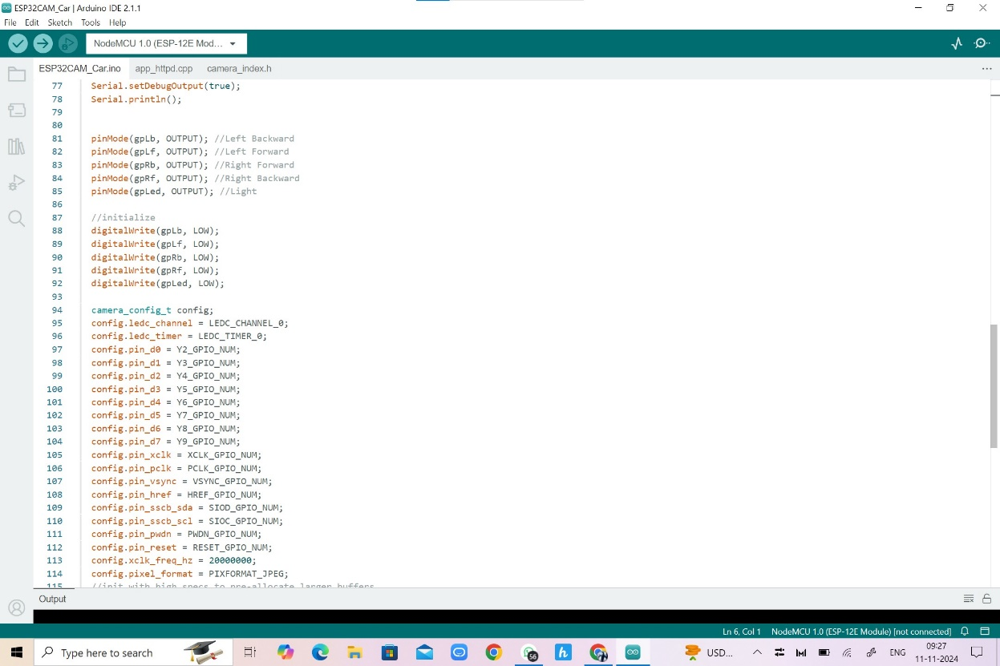 ESP32CAM_Car | Arduino IDE 2.1.1
File Edit Sketch Tools Help
NodeMCU 1.0 (ESP-12E Mod...
ESP32CAM_Car.ino app_httpd.cpp camera_index.h
77 Serial.setDebugOutput(true);
78 Serial.println();
79
80
81 pinMode(gpLb, OUTPUT); //Left Backward
82 pinMode(gpLf, OUTPUT); //Left Forward
83 pinMode(gpRb, OUTPUT); //Right Forward
84 pinMode(gpRf, OUTPUT); //Right Backward
85 pinMode(gpLed, OUTPUT); //Light
86
87 //initialize
88 digitalWrite(gpLb, LOW);
89 digitalWrite(gpLf, LOW);
90 digitalWrite(gpRb, LOW);
91 digitalWrite(gpRf, LOW);
92 digitalWrite(gpLed, LOW);
93
94 camera_config_t config;
95 config.ledc_channel = LEDC_CHANNEL_0;
96 config.ledc_timer = LEDC_TIMER_0;
97 config.pin_d0 = Y2_GPIO_NUM;
98 config.pin_d1 = Y3_GPIO_NUM;
99 config.pin_d2 = Y4_GPIO_NUM;
100 config.pin_d3 = Y5_GPIO_NUM;
101 config.pin_d4 = Y6_GPIO_NUM;
102 config.pin_d5 = Y7_GPIO_NUM;
103 config.pin_d6 = Y8_GPIO_NUM;
104 config.pin_d7 = Y9_GPIO_NUM;
105 config.pin_xclk = XCLK_GPIO_NUM;
106 config.pin_pclk = PCLK_GPIO_NUM;
107 config.pin_vsync = VSYNC_GPIO_NUM;
108 config.pin_href = HREF_GPIO_NUM;
109 config.pin_sscb_sda = SIOD_GPIO_NUM;
110 config.pin_sscb_scl = SIOC_GPIO_NUM;
111 config.pin_pwdn = PWDN_GPIO_NUM;
112 config.pin_reset = RESET_GPIO_NUM;
113 config.xclk_freq_hz = 20000000;
114 config.pixel_format = PIXFORMAT_JPEG;
115 //init with high specs to pre-allocate larger buffers
Output
Ln 6, Col 1 NodeMCU 1.0 (ESP-12E Module) [not connected]
Type here to search
56
h
USD...
ENG
09:27
11-11-2024